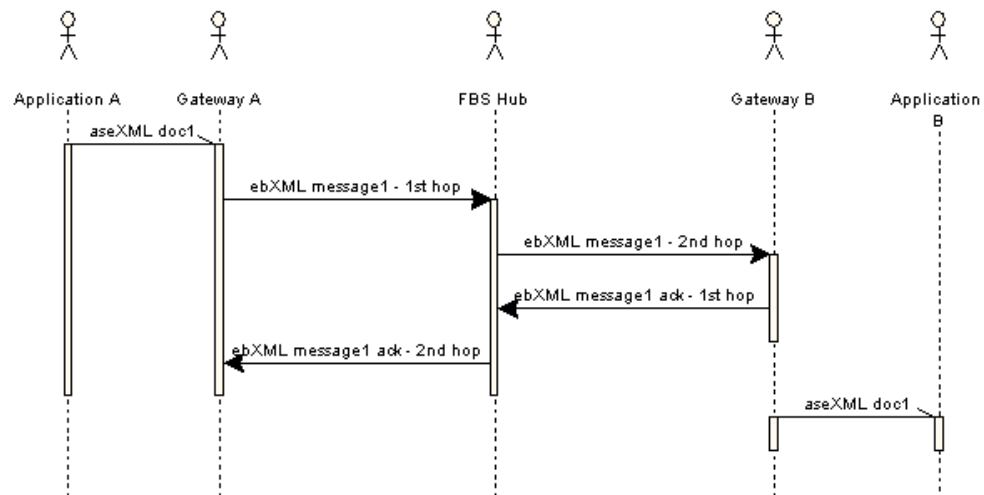 Application A
Gateway A
FBS Hub
Gateway B
Application
B
aseXML doc1
ebXML message1 - 1st hop
ebXML message1 - 2nd hop
ebXML message1 ack - 1st hop
ebXML message1 ack - 2nd hop
aseXML doc1